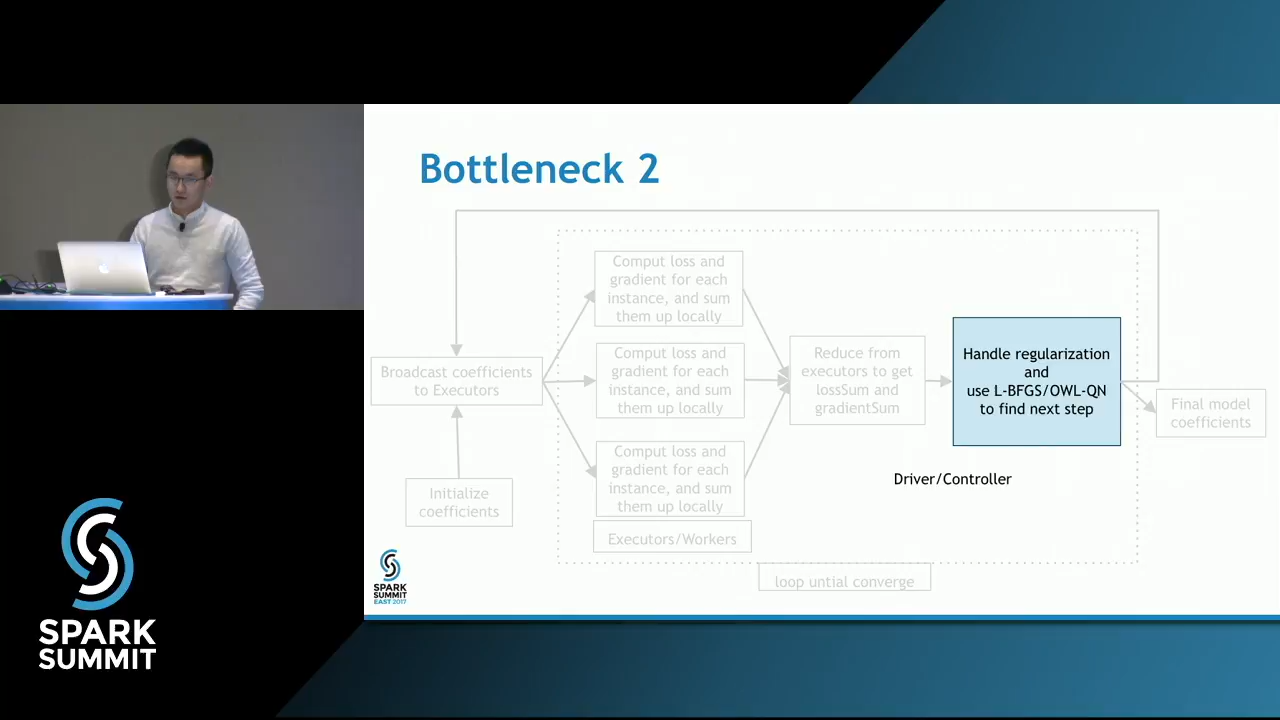 Bottleneck 2
Comput loss and
gradient for each
instance, and sum
them up locally
Broadcast coefficients
to Executors
Comput loss and
gradient for each
instance, and sum
them up locally
Reduce from
executors to get
lossSum and
gradientSum
Handle regularization
and
use L-BFGS/OWL-QN
to find next step
Final model
coefficients
Comput loss and
gradient for each
instance, and sum
them up locally
Initialize
coefficients
Driver/Controller
Executors/Workers
loop untial converge
SPARK
SUMMIT
EAST 2017
SPARK
SUMMIT